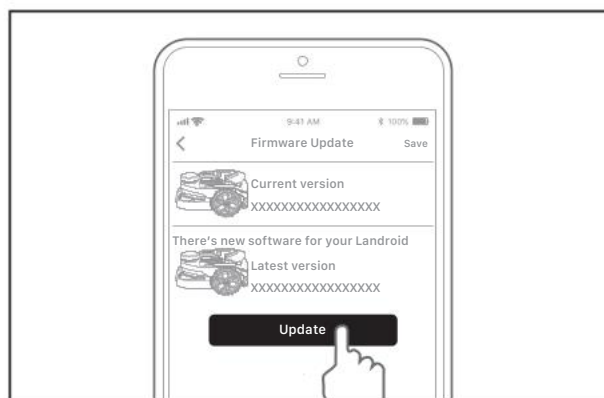 9:41 AM 100%
Firmware Update Save
Current version
XXXXXXXXXXXXXXXXX
There's new software for your Landroid
Latest version
XXXXXXXXXXXXXXXXX
Update